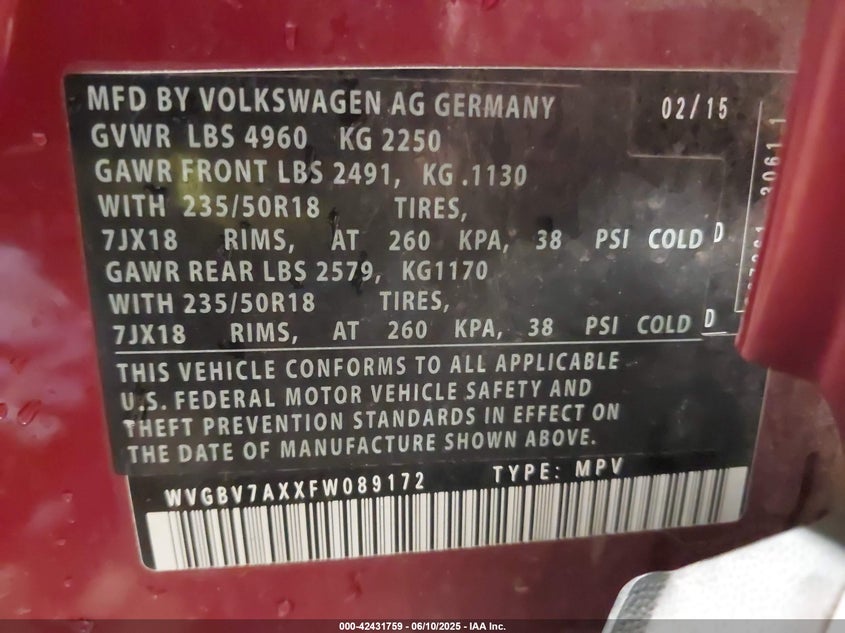 MFD BY VOLKSWAGEN AG GERMANY 02/15
GVWR LBS 4960 KG 2250
GAWR FRONT LBS 2491, KG .1130
WITH 235/50R18 TIRES,
7JX18 RIMS, AT 260 KPA, 38 PSI COLD D
GAWR REAR LBS 2579, KG1170
WITH 235/50R18 TIRES,
7JX18 RIMS, AT 260 KPA, 38 PSI COLD D
THIS VEHICLE CONFORMS TO ALL APPLICABLE
U.S. FEDERAL MOTOR VEHICLE SAFETY AND
THEFT PREVENTION STANDARDS IN EFFECT ON
THE DATE OF MANUFACTURE SHOWN ABOVE.
WVGBV7AXXFW089172 TYPE: MPV
000-42431759 - 06/10/2025 - IAA Inc.